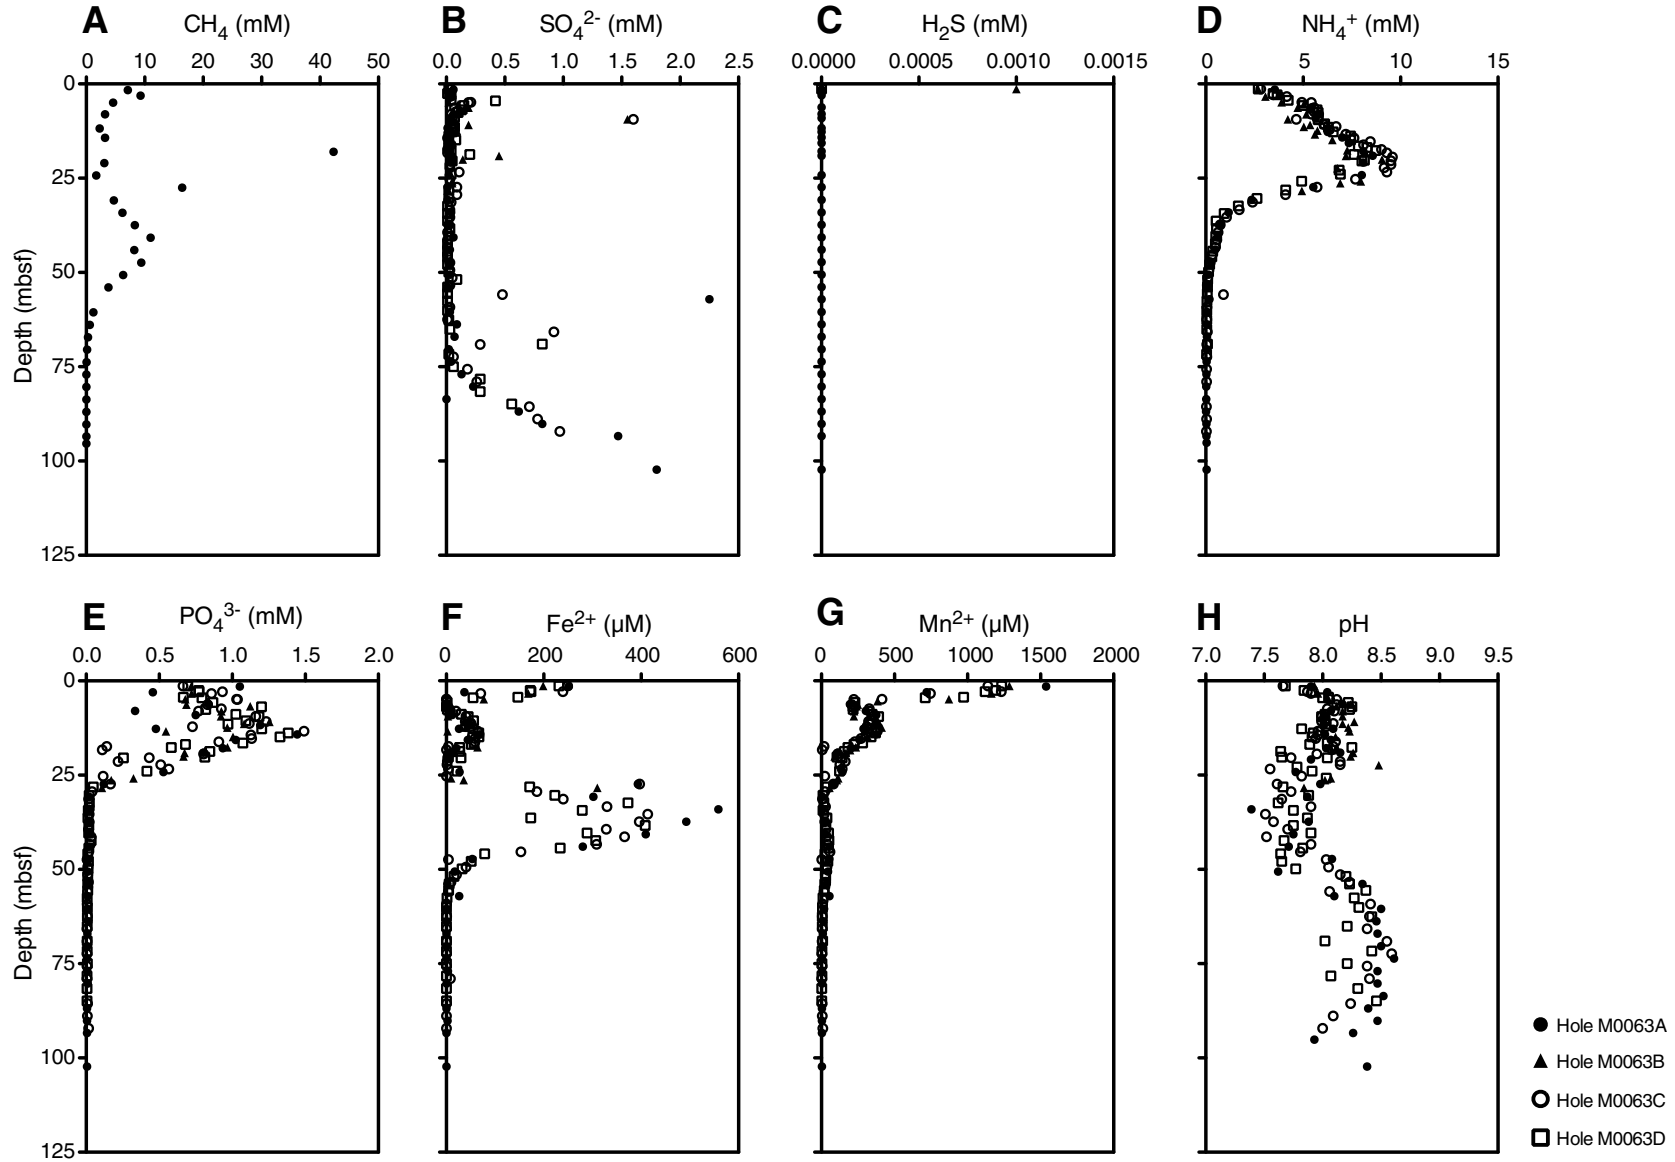 A CH₄ (mM) B SO₄²⁻ (mM) C H₂S (mM) D NH₄⁺ (mM)
0 10 20 30 40 50 0.0 0.5 1.0 1.5 2.0 2.5 0.0000 0.0005 0.0010 0.0015 0 5 10 15
0
25
50
75
100
125
Depth (mbsf)
E PO₄³⁻ (mM) F Fe²⁺ (µM) G Mn²⁺ (µM) H pH
0.0 0.5 1.0 1.5 2.0 0 200 400 600 0 500 1000 1500 2000 7.0 7.5 8.0 8.5 9.0 9.5
0
25
50
75
100
125
Depth (mbsf)
Hole M0063A
Hole M0063B
Hole M0063C
Hole M0063D